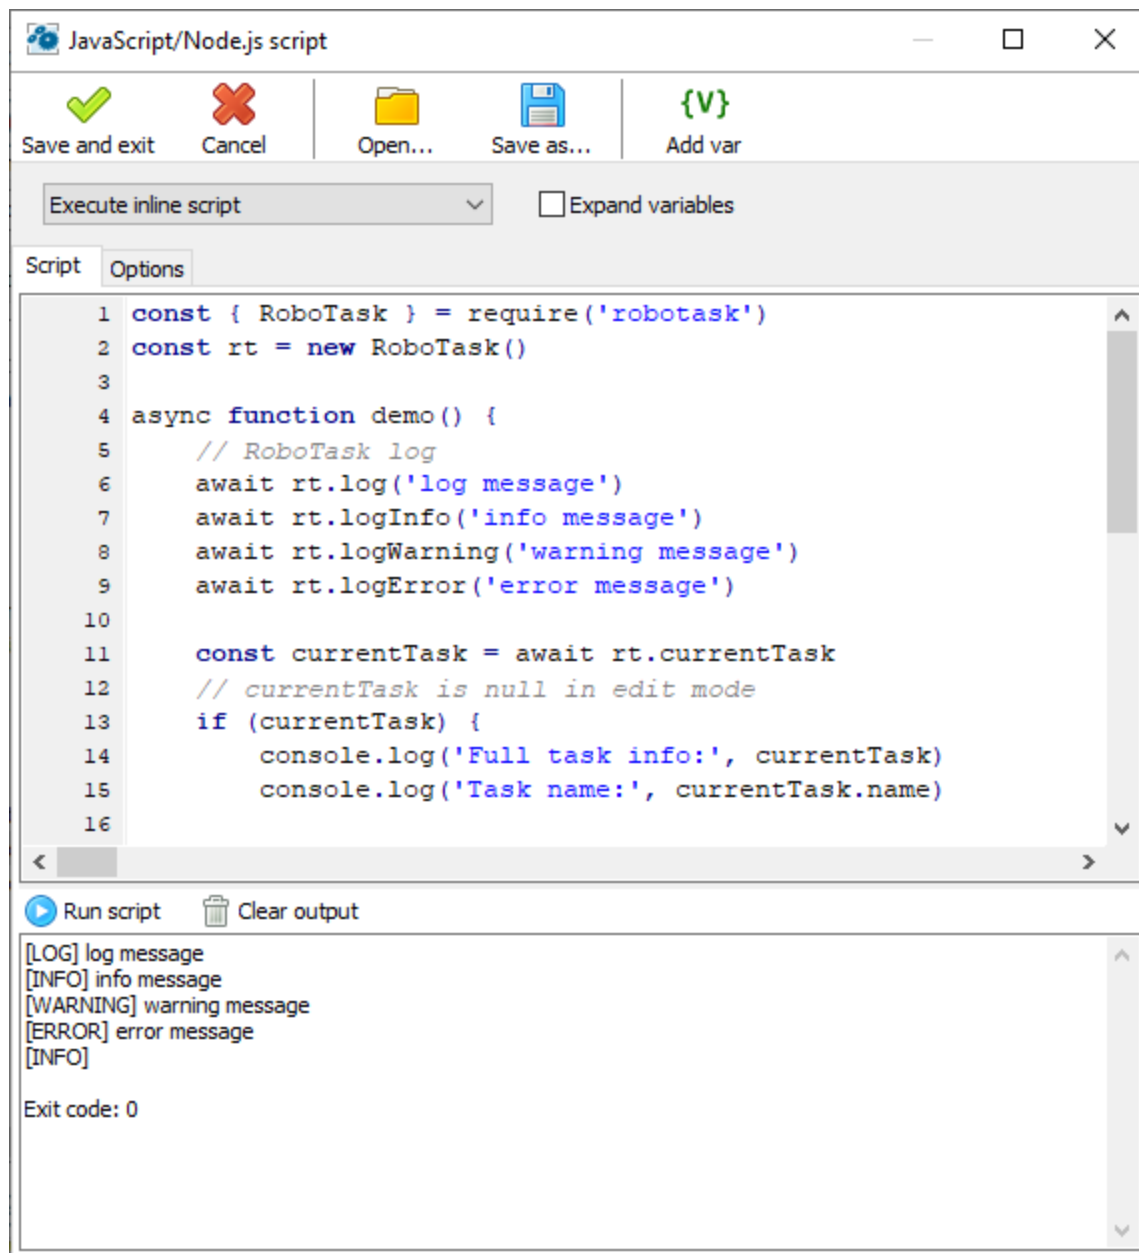 JavaScript/Node.js script
Save and exit Cancel Open... Save as... {V} Add var
Execute inline script Expand variables
Script Options
1 const { RoboTask } = require('robotask')
2 const rt = new RoboTask()
3
4 async function demo() {
5     // RoboTask log
6     await rt.log('log message')
7     await rt.logInfo('info message')
8     await rt.logWarning('warning message')
9     await rt.logError('error message')
10
11     const currentTask = await rt.currentTask
12     // currentTask is null in edit mode
13     if (currentTask) {
14         console.log('Full task info:', currentTask)
15         console.log('Task name:', currentTask.name)
16
Run script Clear output
[LOG] log message
[INFO] info message
[WARNING] warning message
[ERROR] error message
[INFO]
Exit code: 0